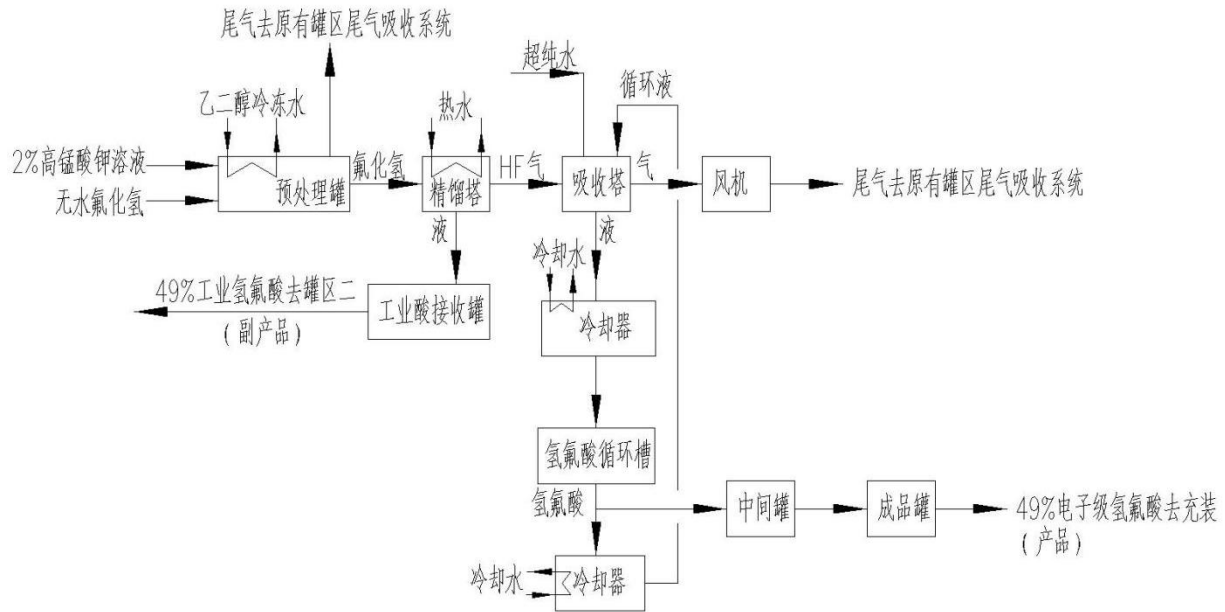 尾气去原有罐区尾气吸收系统
超纯水
循环液
乙二醇冷冻水
热水
2%高锰酸钾溶液
无水氟化氢
预处理罐
氟化氢
精馏塔
HF气
吸收塔
气
风机
尾气去原有罐区尾气吸收系统
液
液
冷却水
49%工业氢氟酸去罐区二
(副产品)
工业酸接收罐
冷却器
氢氟酸循环槽
氢氟酸
中间罐
成品罐
49%电子级氢氟酸去充装
(产品)
冷却水
冷却器